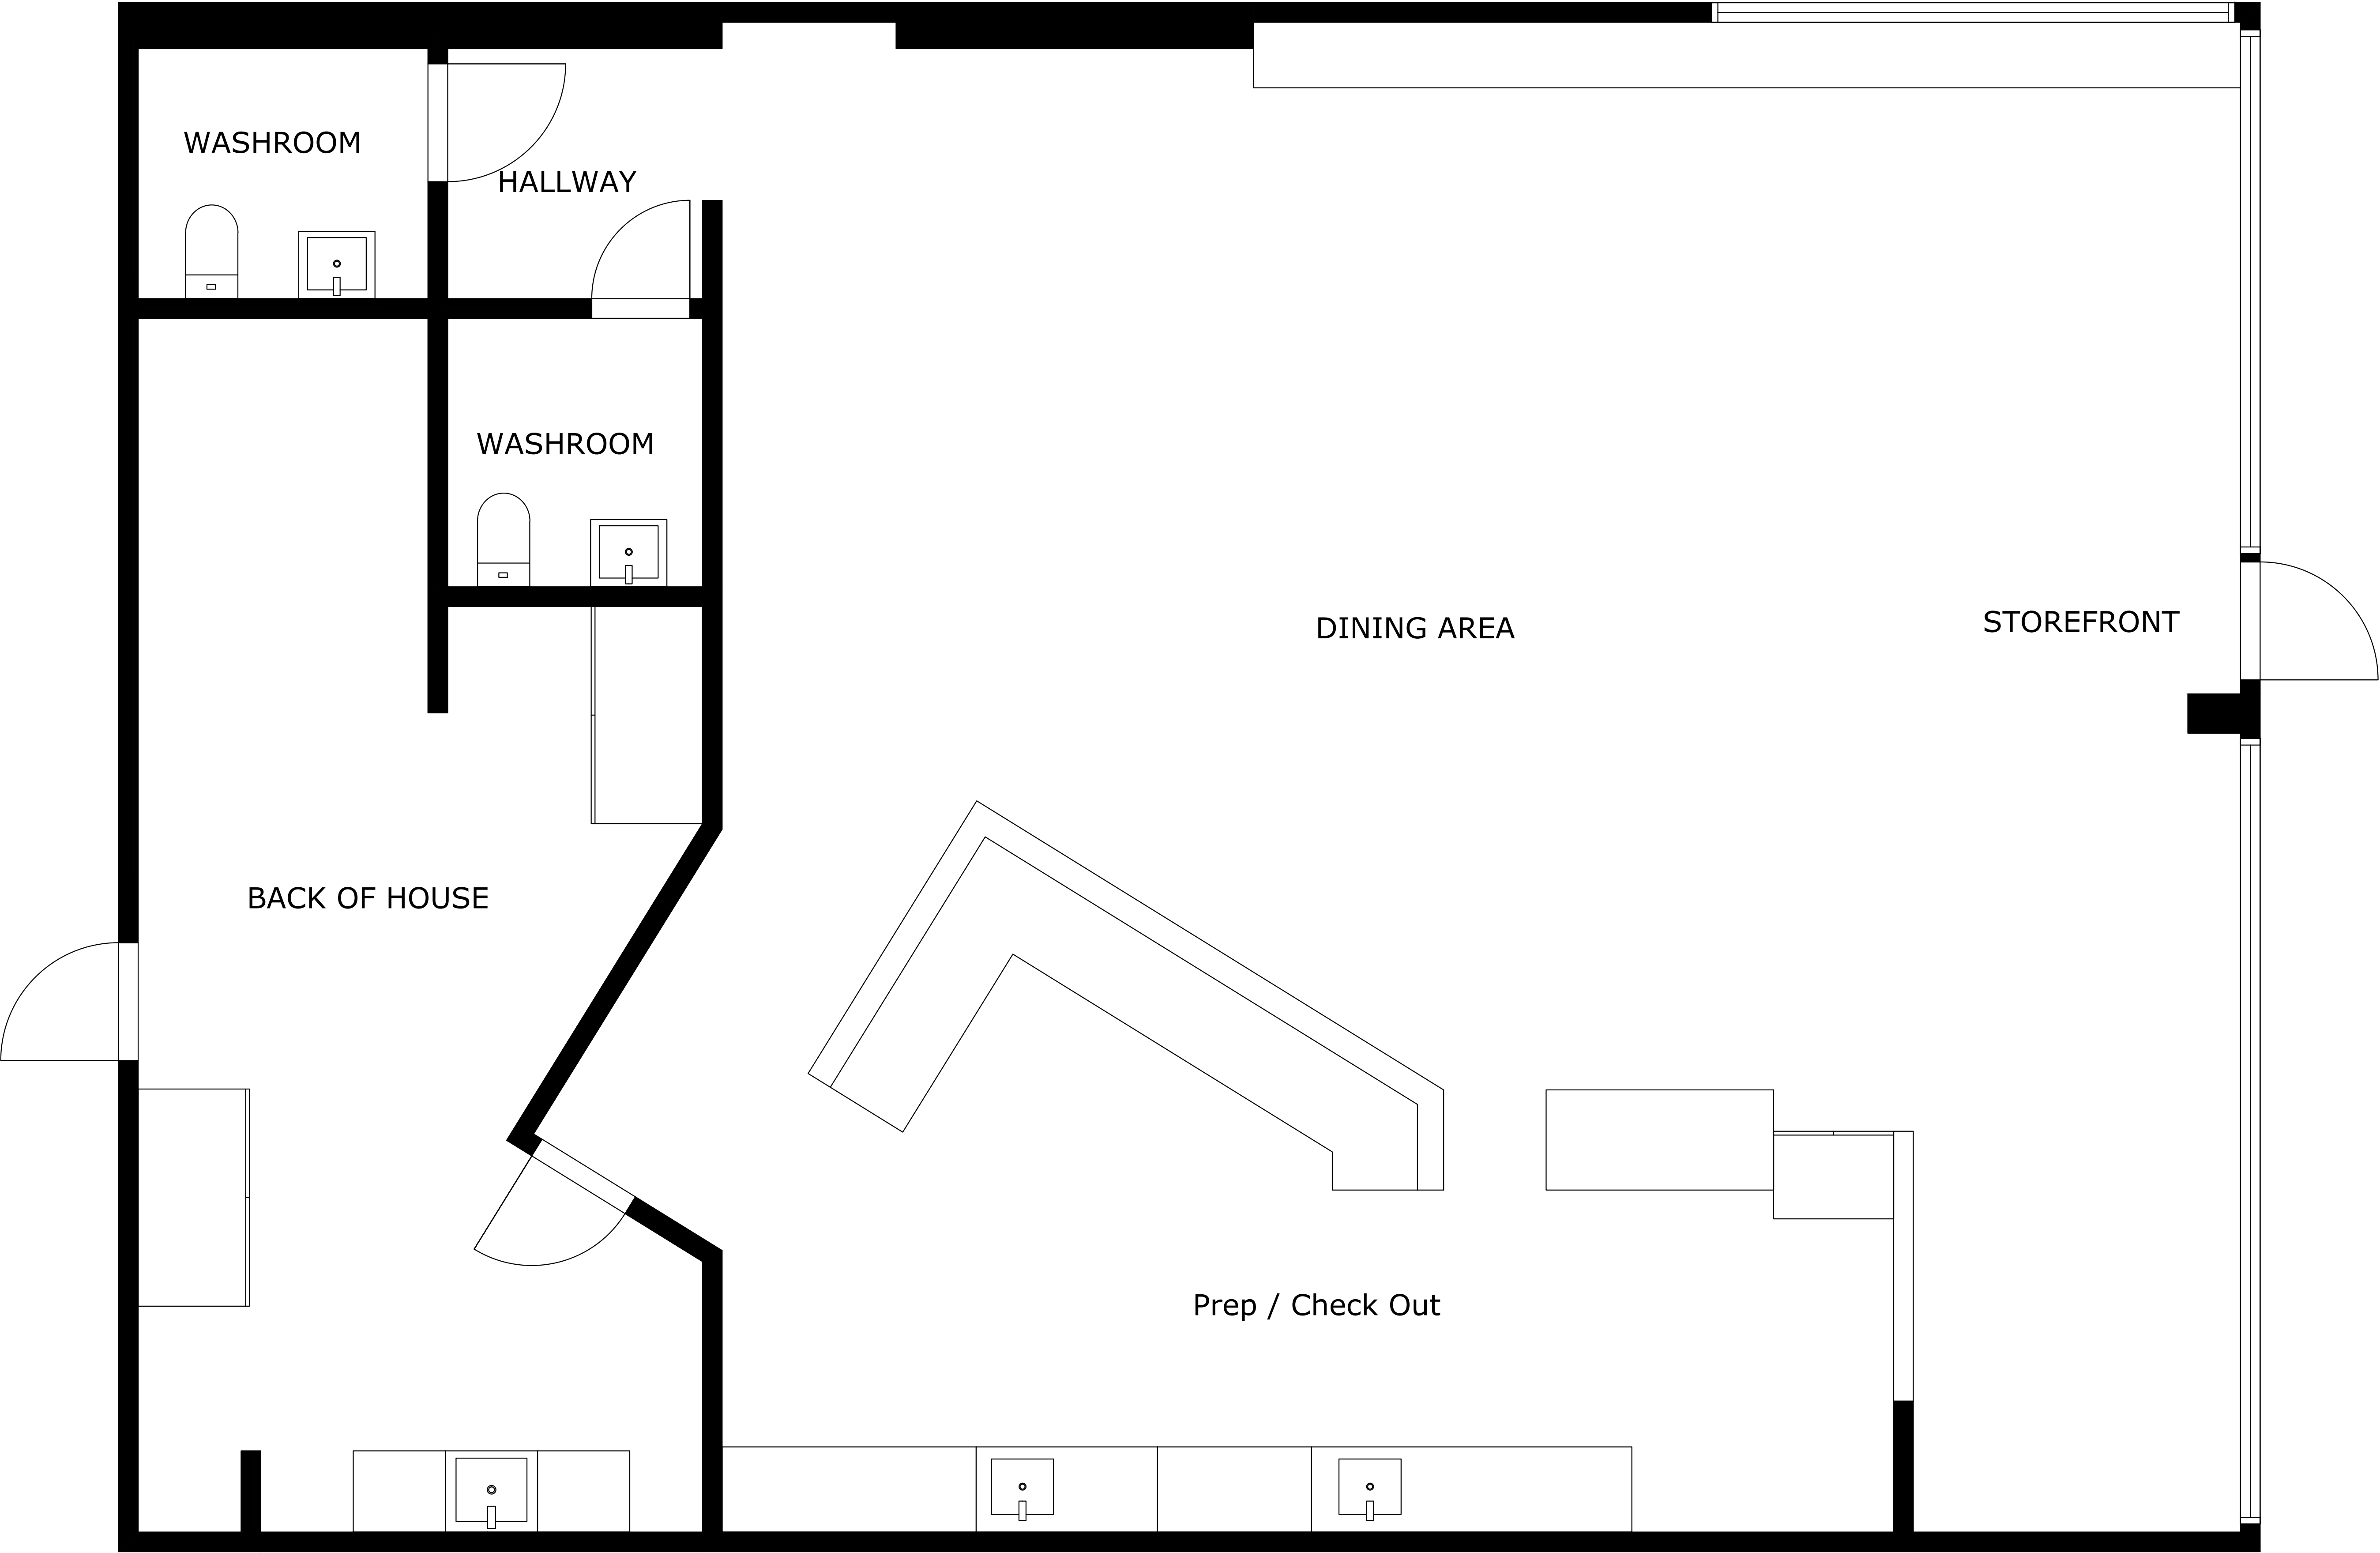 WASHROOM
HALLWAY
WASHROOM
DINING AREA
STOREFRONT
BACK OF HOUSE
Prep / Check Out